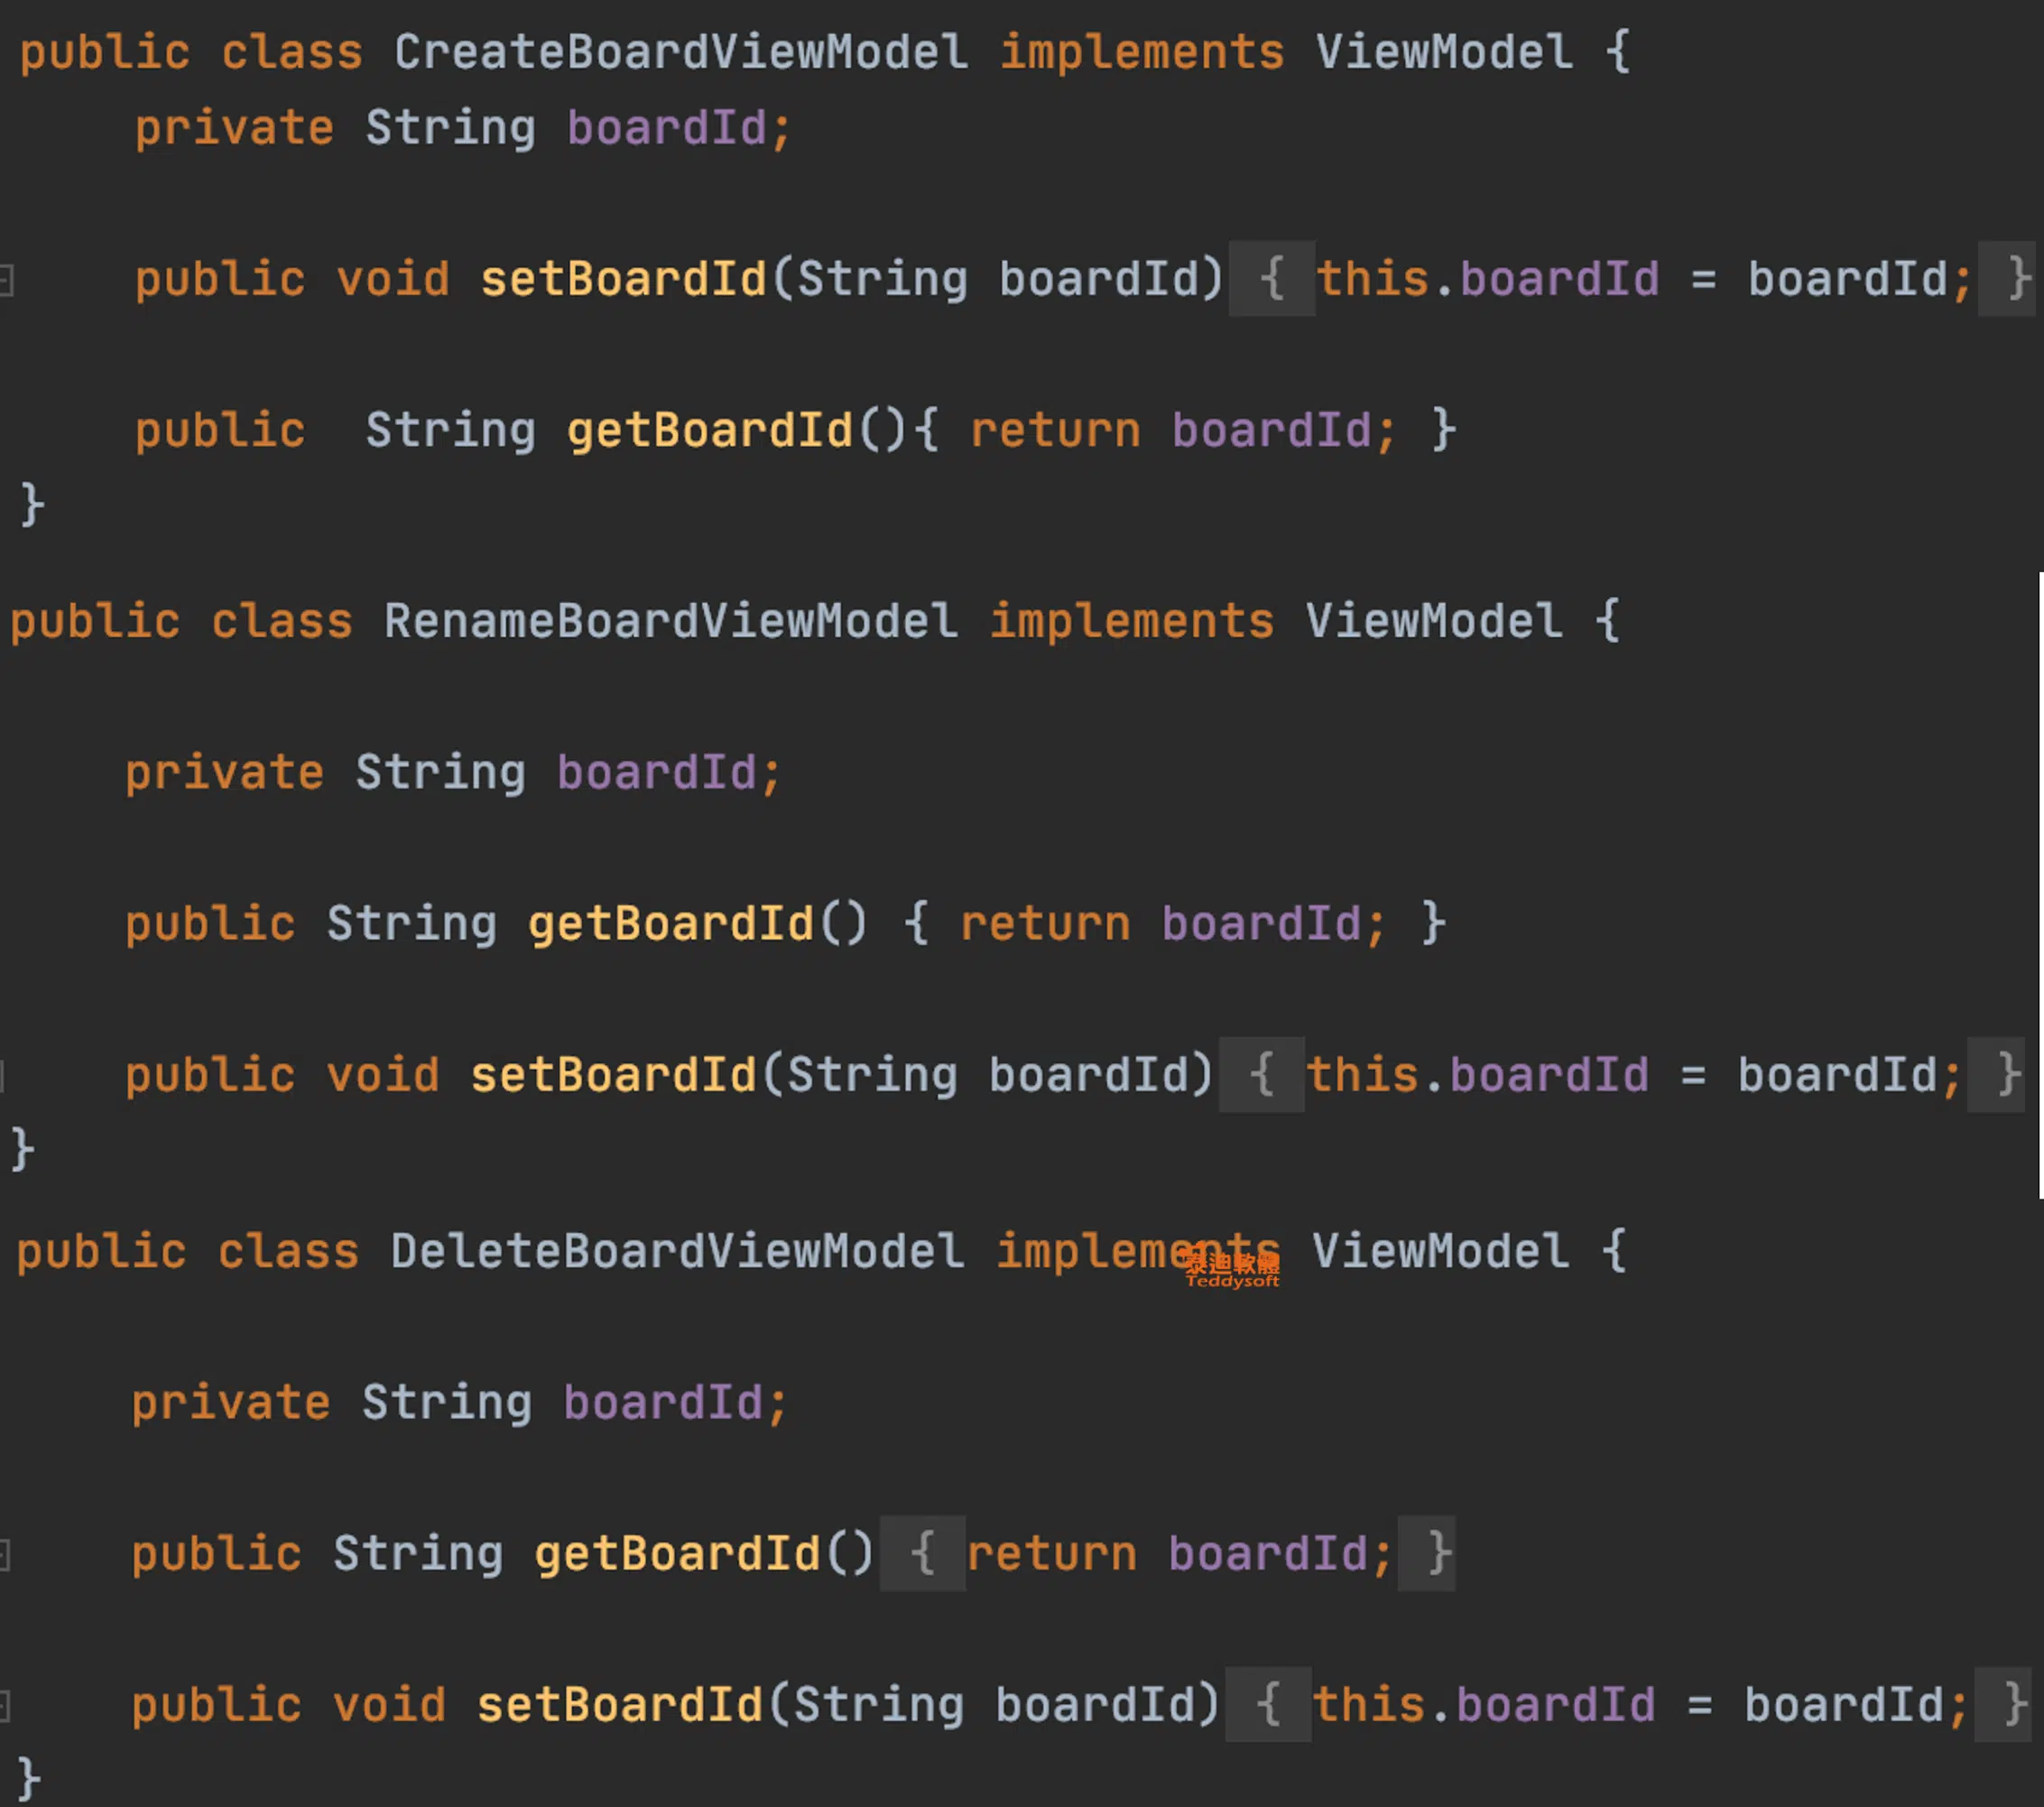 public class CreateBoardViewModel implements ViewModel {
    private String boardId;
    public void setBoardId(String boardId) { this.boardId = boardId; }
    public  String getBoardId(){ return boardId; }
}
public class RenameBoardViewModel implements ViewModel {
    private String boardId;
    public String getBoardId() { return boardId; }
    public void setBoardId(String boardId) { this.boardId = boardId; }
}
public class DeleteBoardViewModel implements ViewModel {
泰迪軟體
Teddysoft
    private String boardId;
    public String getBoardId() { return boardId; }
    public void setBoardId(String boardId) { this.boardId = boardId; }
}